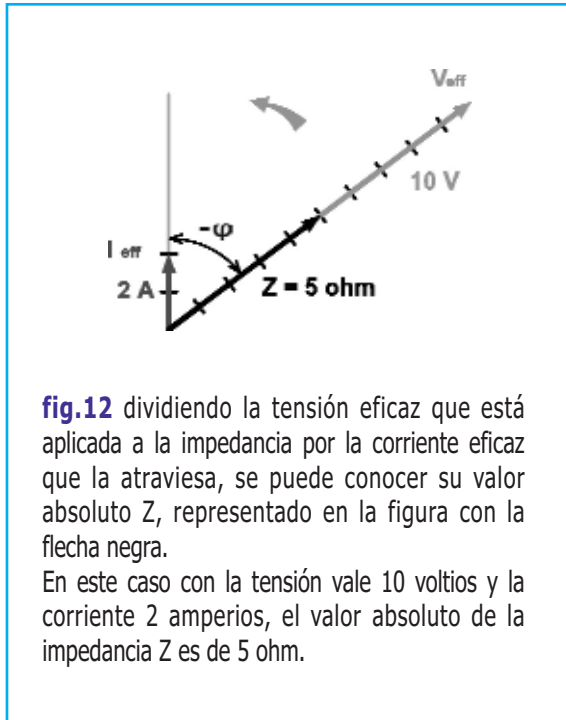 Veff
10 V
-φ
I eff
2 A
Z = 5 ohm
fig.12 dividiendo la tensión eficaz que está
aplicada a la impedancia por la corriente eficaz
que la atraviesa, se puede conocer su valor
absoluto Z, representado en la figura con la
flecha negra.
En este caso con la tensión vale 10 voltios y la
corriente 2 amperios, el valor absoluto de la
impedancia Z es de 5 ohm.